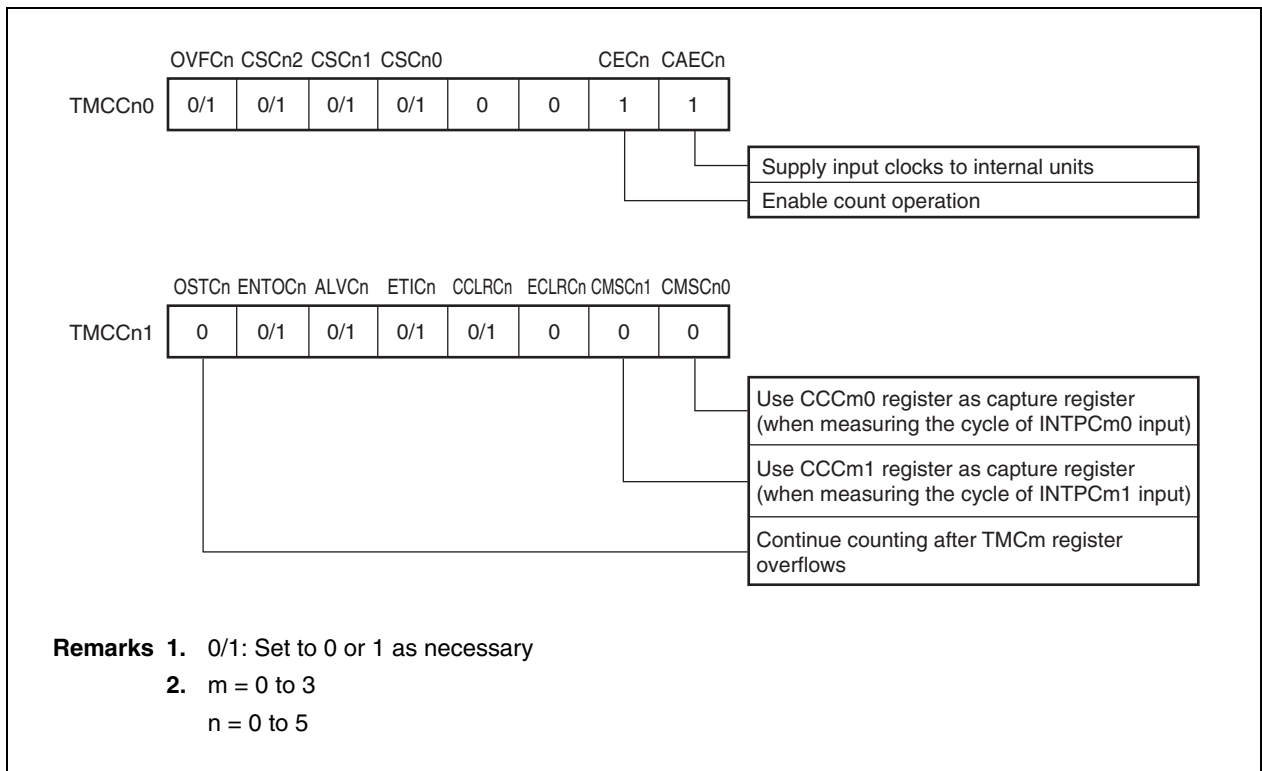 OVFCn CSCn2 CSCn1 CSCn0 CECn CAECn
TMCCn0 0/1 0/1 0/1 0/1 0 0 1 1
Supply input clocks to internal units
Enable count operation
OSTCn ENTOCn ALVCn ETICn CCLRCn ECLRCn CMSCn1 CMSCn0
TMCCn1 0 0/1 0/1 0/1 0/1 0 0 0
Use CCCm0 register as capture register
(when measuring the cycle of INTPCm0 input)
Use CCCm1 register as capture register
(when measuring the cycle of INTPCm1 input)
Continue counting after TMCm register
overflows
Remarks 1. 0/1: Set to 0 or 1 as necessary
2. m = 0 to 3
n = 0 to 5